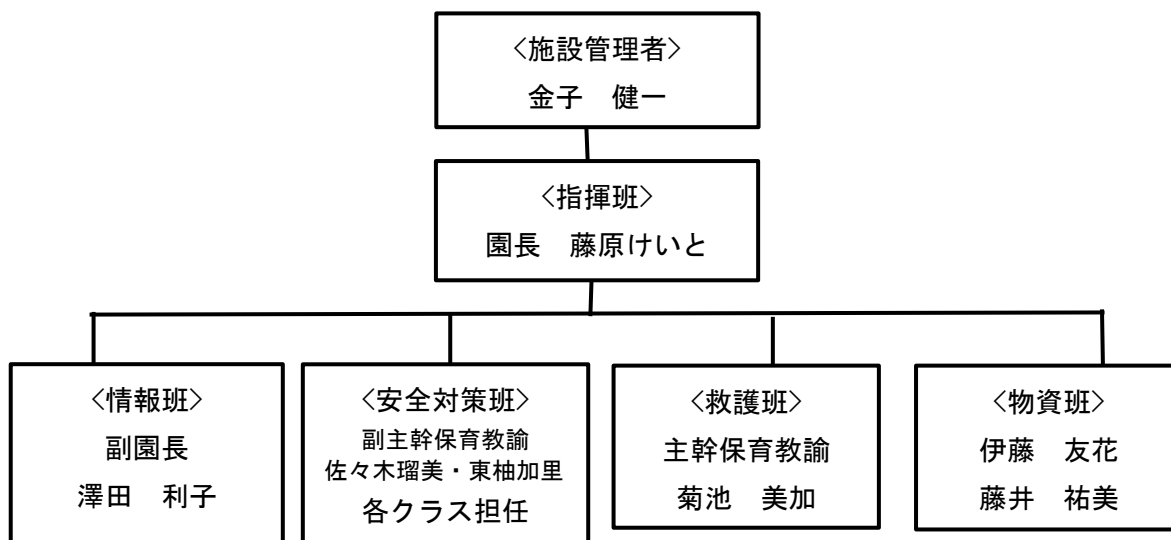 〈施設管理者〉
金子　健一
〈指揮班〉
園長　藤原けいと
〈情報班〉
副園長
澤田　利子
〈安全対策班〉
副主幹保育教諭
佐々木瑠美・東柚加里
各クラス担任
〈救護班〉
主幹保育教諭
菊池　美加
〈物資班〉
伊藤　友花
藤井　祐美